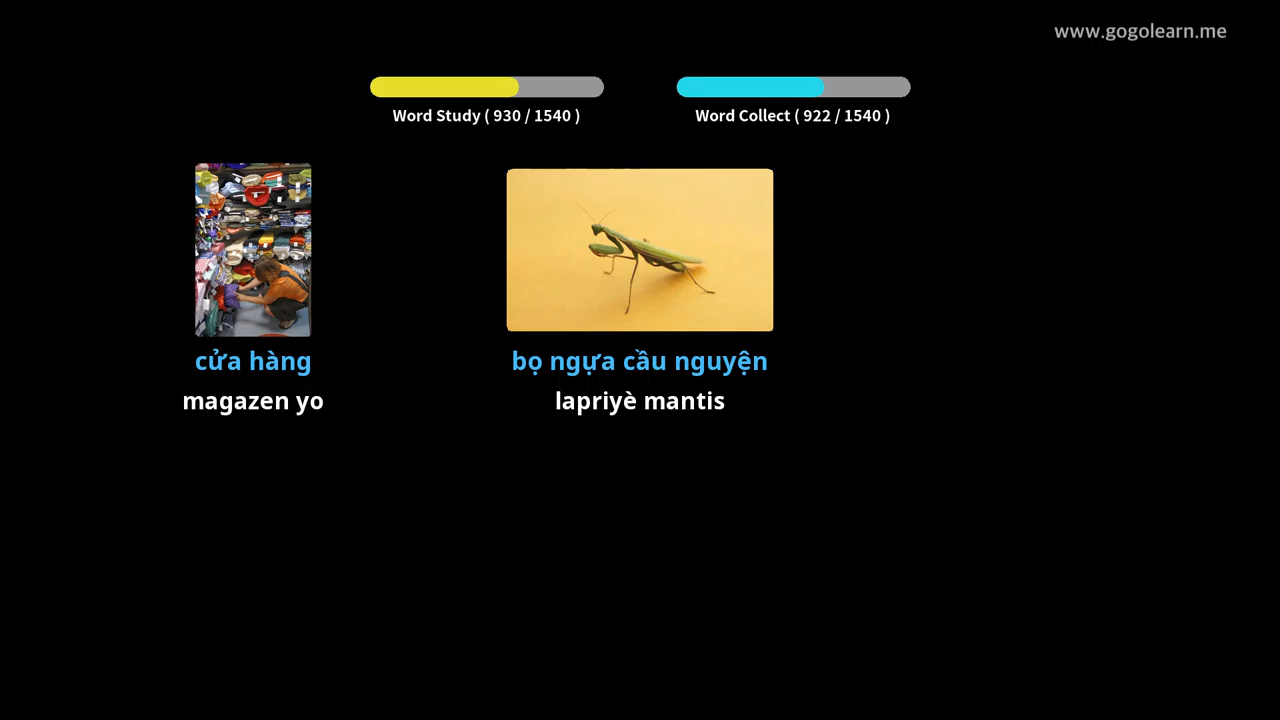 www.gogolearn.me
Word Study ( 930 / 1540 )
Word Collect ( 922 / 1540 )
cửa hàng
magazen yo
bọ ngựa cầu nguyện
lapriyè mantis